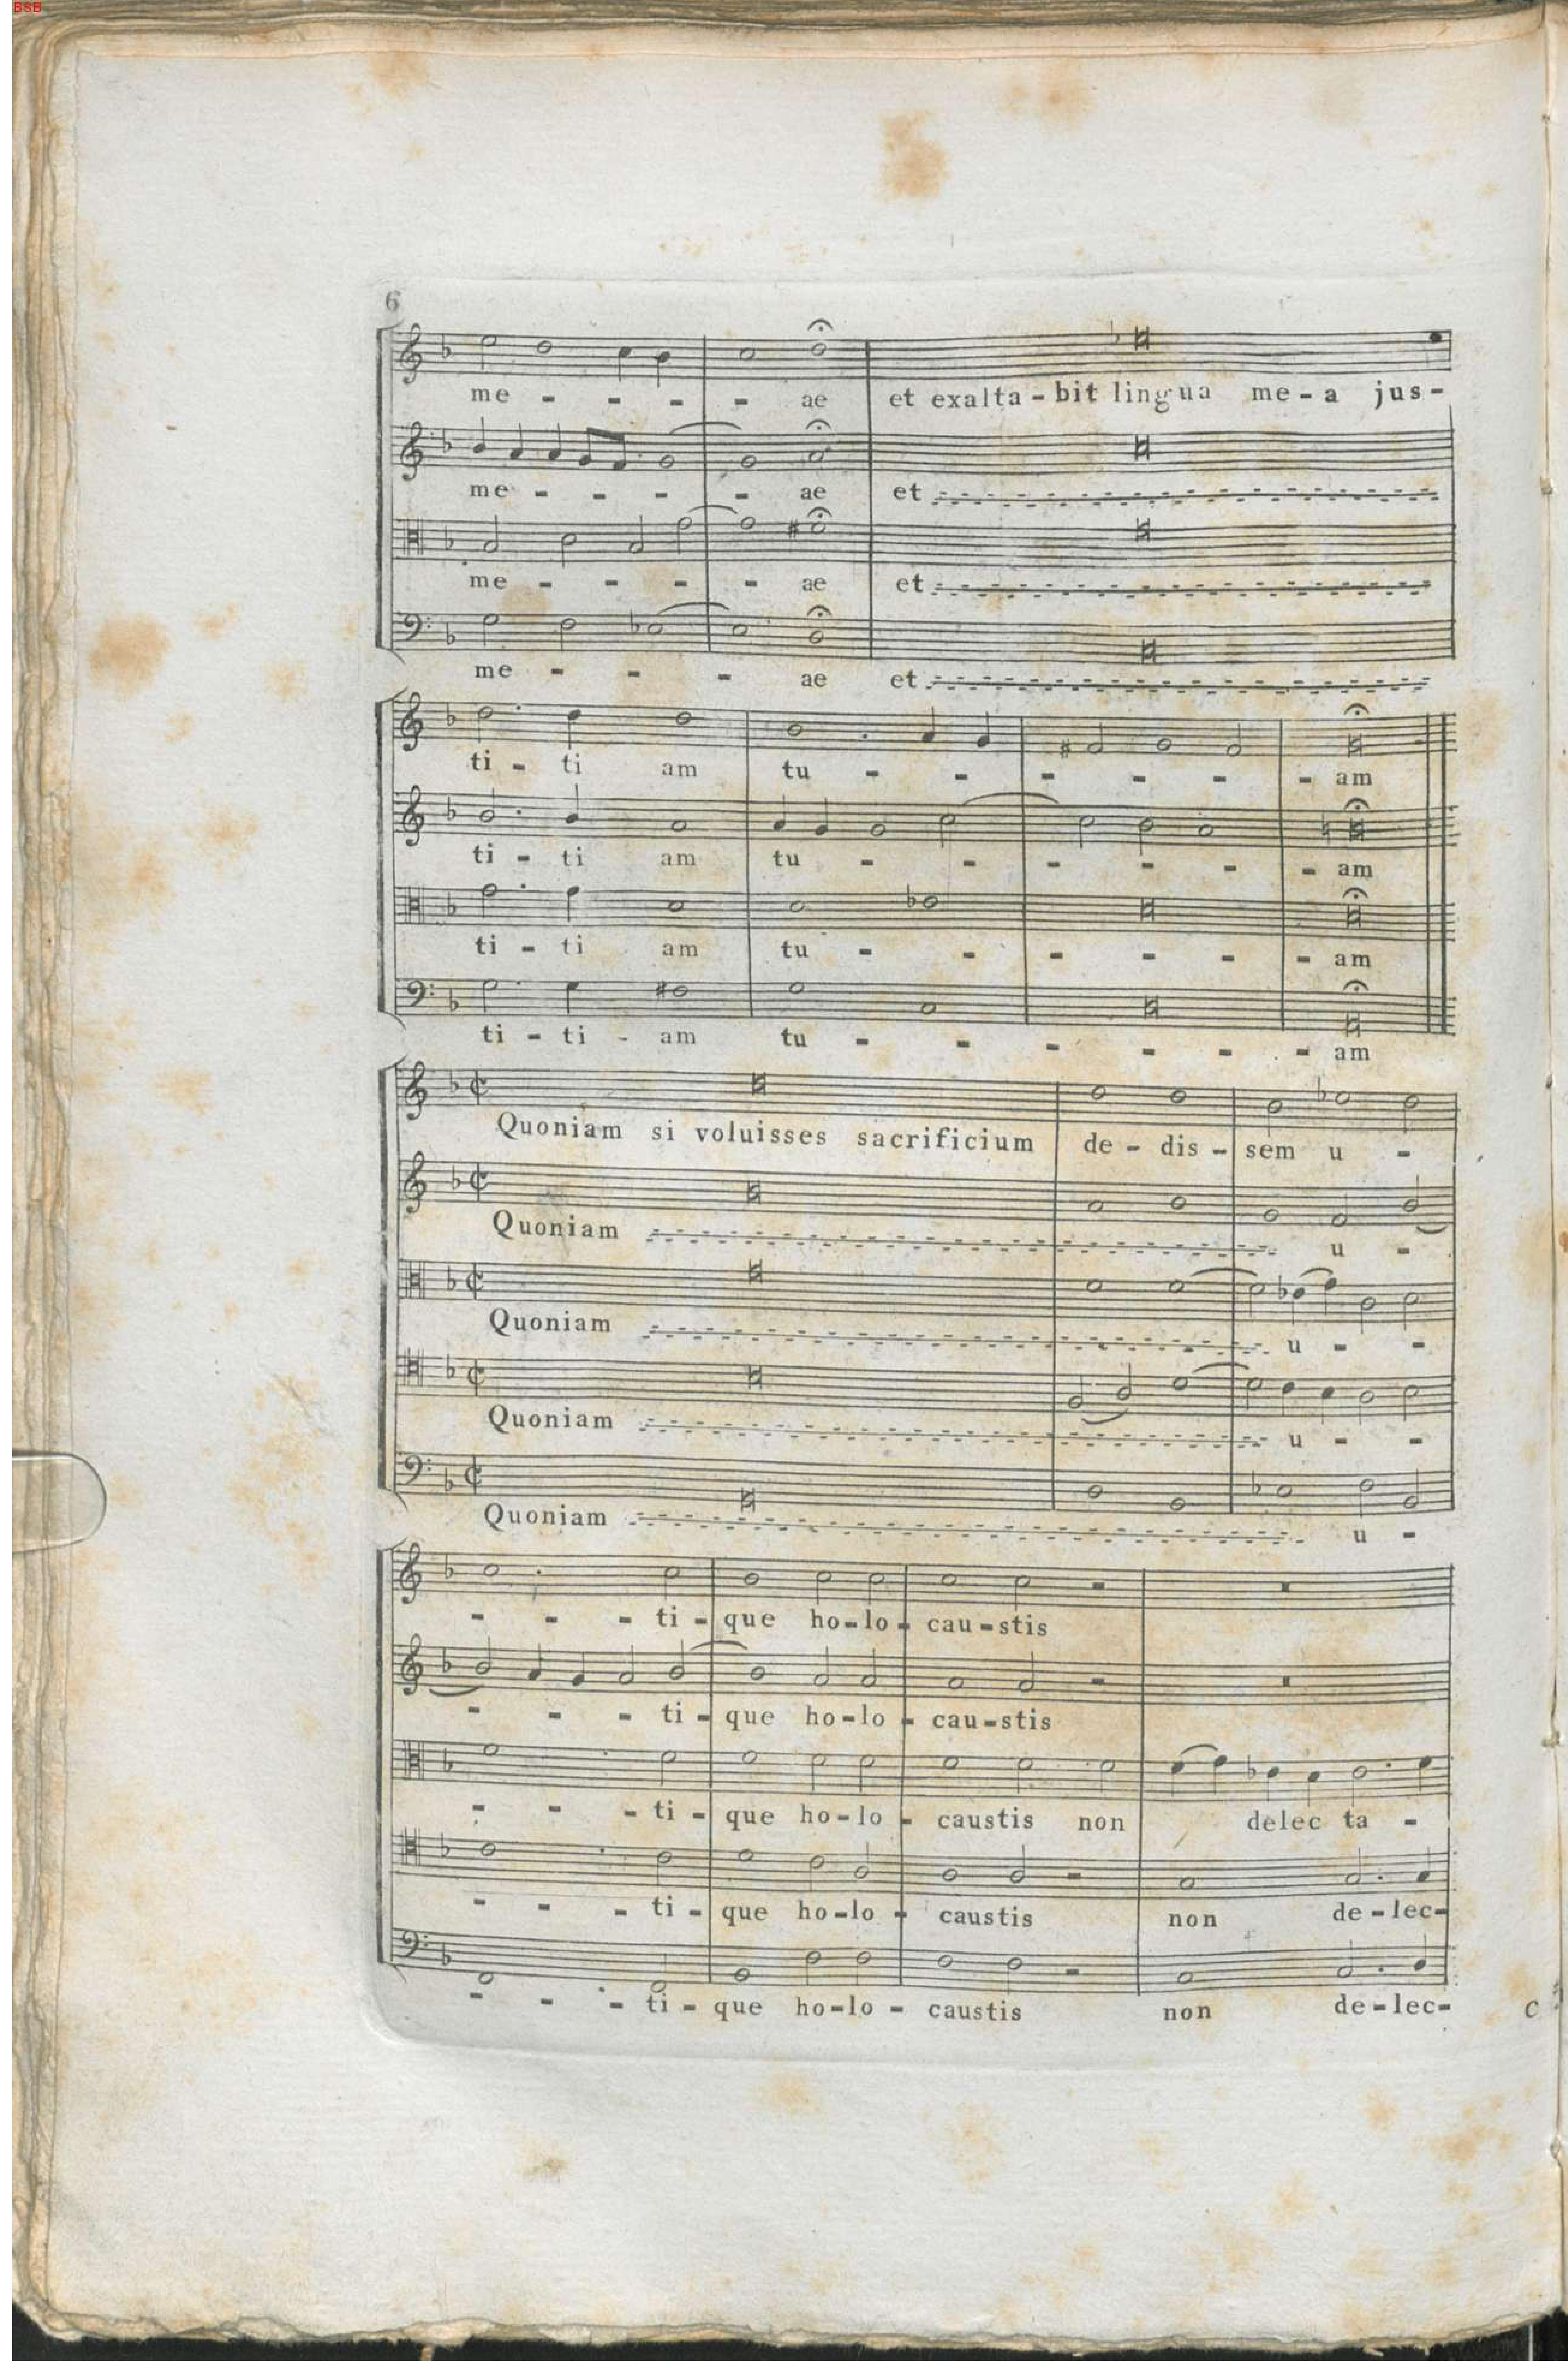 BSB
6
me - - - - ae et exalta - bit lingua me - a jus -
me - - - - ae et
me - - - - ae et
me - - - ae et
ti - ti am tu - - - - - - am
ti - ti am tu - - - - - - am
ti - ti am tu - - - - - - am
ti - ti - am tu - - - - - - am
Quoniam si voluisses sacrificium de - dis - sem u -
Quoniam u -
Quoniam u - -
Quoniam u - -
Quoniam u -
- - - ti - que ho - lo - cau - stis
- - - ti - que ho - lo - cau - stis
- - - ti - que ho - lo - caustis non delec ta -
- - - ti - que ho - lo - caustis non de - lec -
- - - ti - que ho - lo - caustis non de - lec -
C